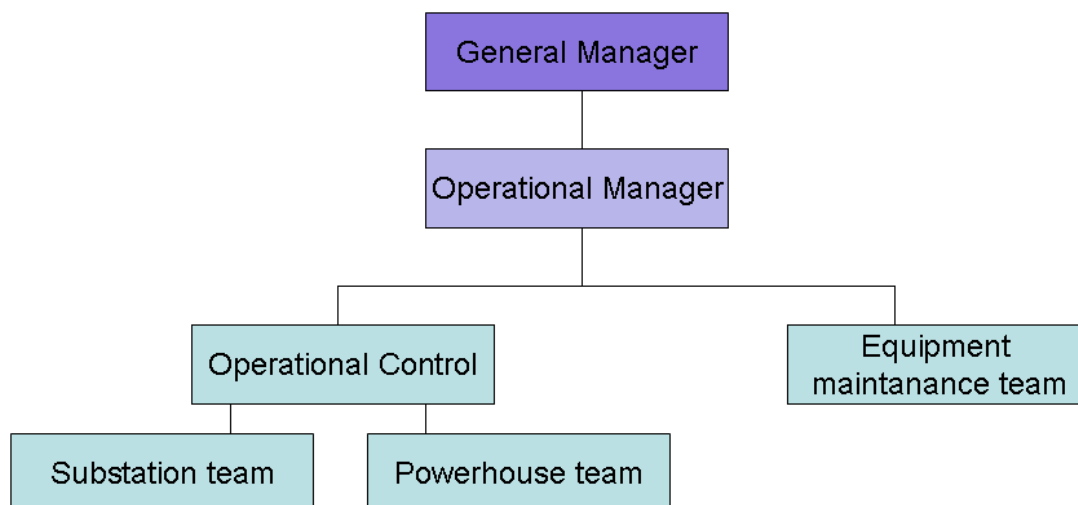 General Manager
Operational Manager
Operational Control
Equipment
maintanance team
Substation team
Powerhouse team